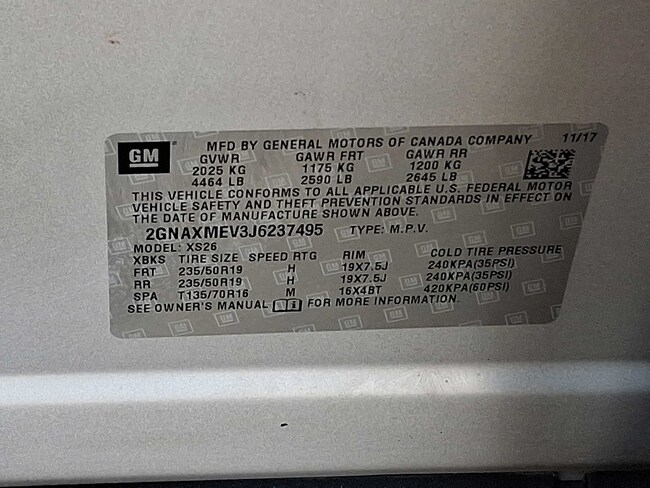 GM MFD BY GENERAL MOTORS OF CANADA COMPANY 11/17
GVWR GAWR FRT GAWR RR
2025 KG 1175 KG 1200 KG
4464 LB 2590 LB 2645 LB
THIS VEHICLE CONFORMS TO ALL APPLICABLE U.S. FEDERAL MOTOR
VEHICLE SAFETY AND THEFT PREVENTION STANDARDS IN EFFECT ON
THE DATE OF MANUFACTURE SHOWN ABOVE.
2GNAXMEV3J6237495 TYPE: M.P.V.
MODEL: XS26
XBKS TIRE SIZE SPEED RTG RIM COLD TIRE PRESSURE
FRT 235/50R19 H 19X7.5J 240KPA(35PSI)
RR 235/50R19 H 19X7.5J 240KPA(35PSI)
SPA T135/70R16 M 16X4BT 420KPA(60PSI)
SEE OWNER'S MANUAL i FOR MORE INFORMATION.